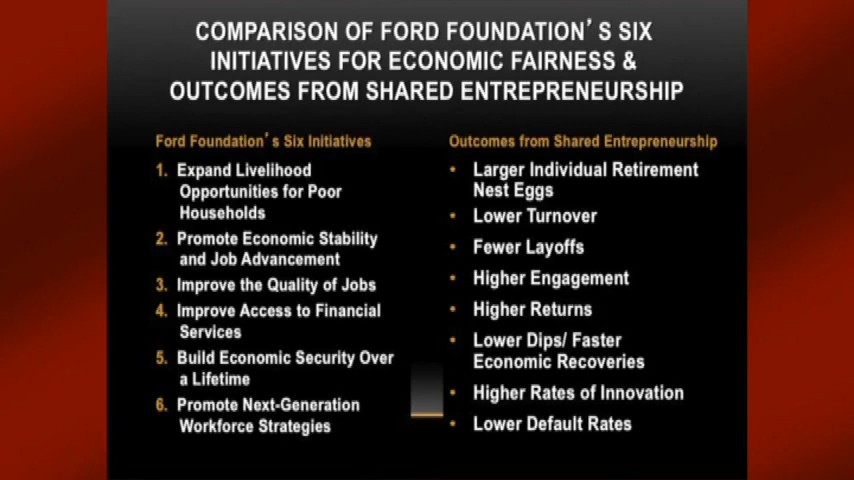 COMPARISON OF FORD FOUNDATION'S SIX
INITIATIVES FOR ECONOMIC FAIRNESS &
OUTCOMES FROM SHARED ENTREPRENEURSHIP
Ford Foundation's Six Initiatives
1. Expand Livelihood
Opportunities for Poor
Households
2. Promote Economic Stability
and Job Advancement
3. Improve the Quality of Jobs
4. Improve Access to Financial
Services
5. Build Economic Security Over
a Lifetime
6. Promote Next-Generation
Workforce Strategies
Outcomes from Shared Entrepreneurship
• Larger Individual Retirement
Nest Eggs
• Lower Turnover
• Fewer Layoffs
• Higher Engagement
• Higher Returns
• Lower Dips/ Faster
Economic Recoveries
• Higher Rates of Innovation
• Lower Default Rates